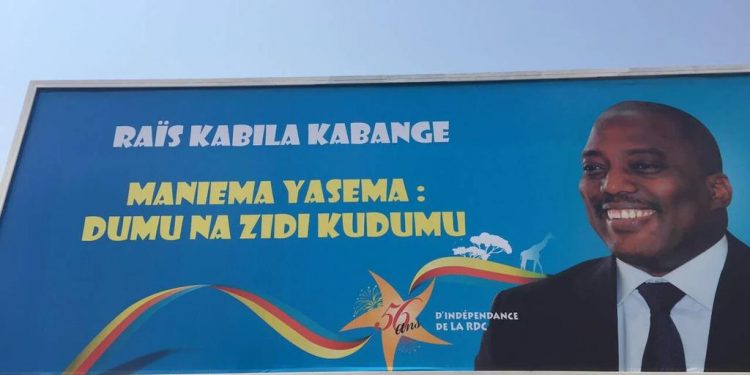 RAÏS KABILA KABANGE
MANIEMA YASEMA :
DUMU NA ZIDI KUDUMU
56 ans
D'INDÉPENDANCE
DE LA RDC